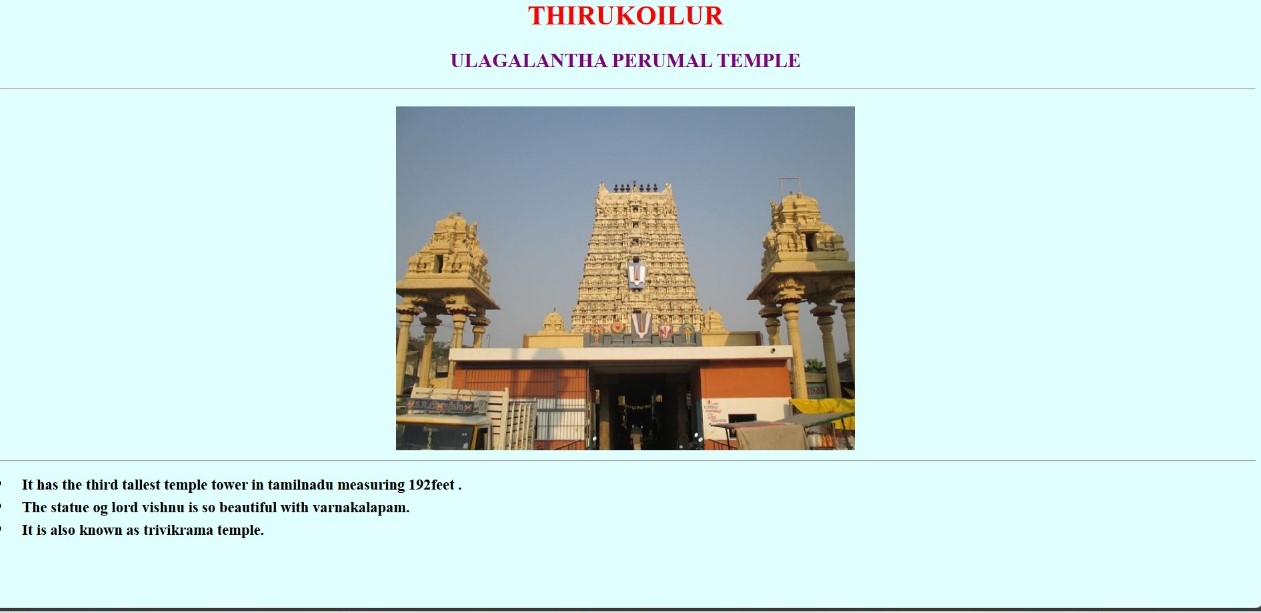 THIRUKOILUR
ULAGALANTHA PERUMAL TEMPLE
It has the third tallest temple tower in tamilnadu measuring 192feet .
The statue og lord vishnu is so beautiful with varnakalapam.
It is also known as trivikrama temple.